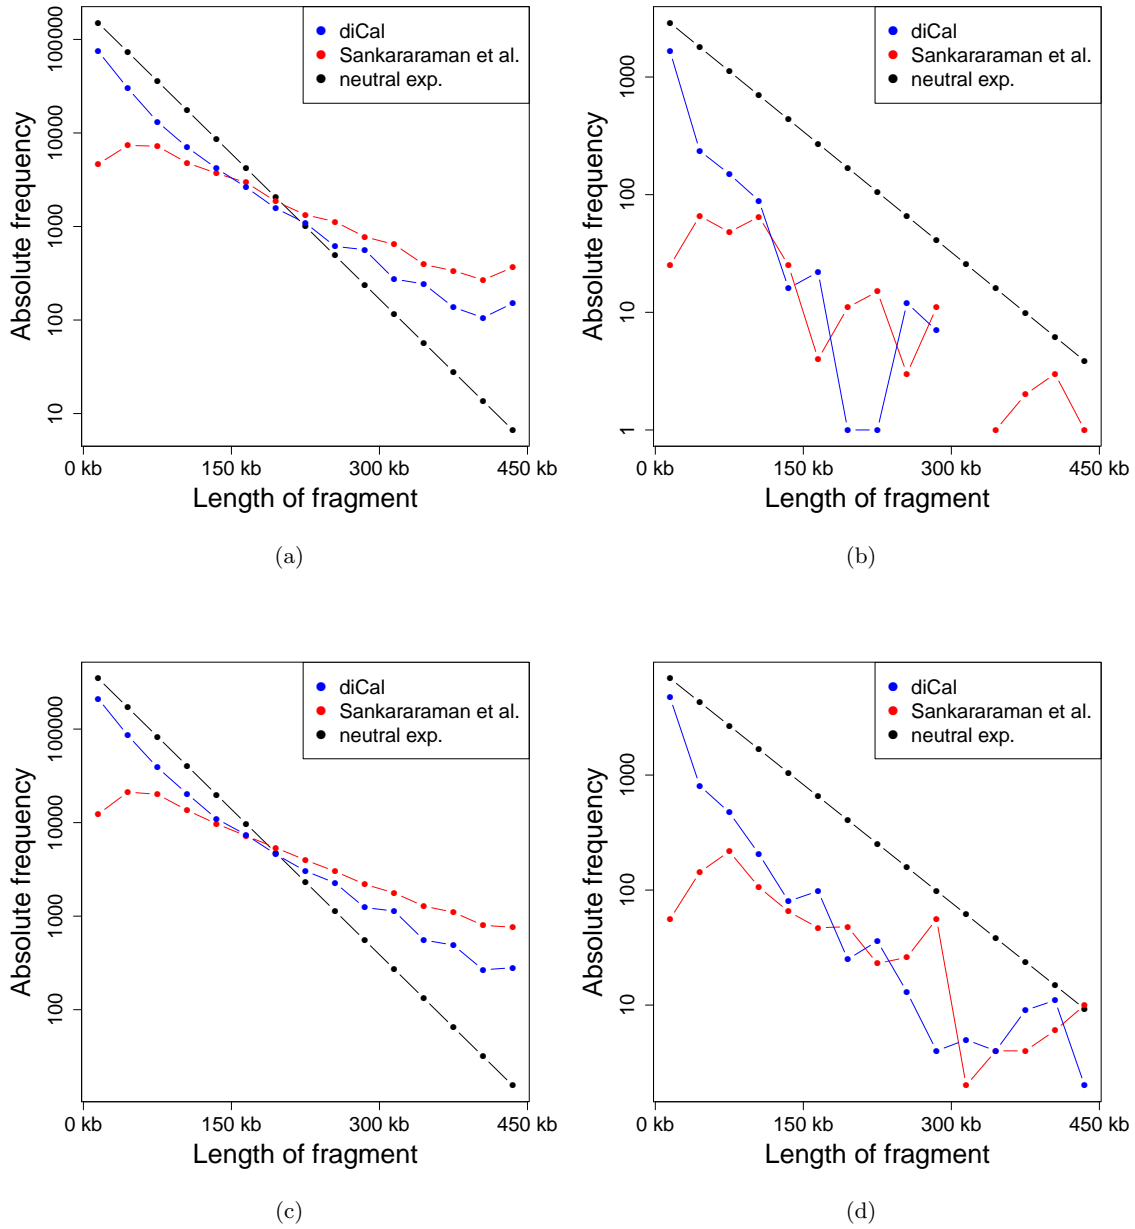 diCal
Sankararaman et al.
neutral exp.
Absolute frequency
100000
10000
1000
100
10
0 kb
150 kb
300 kb
450 kb
Length of fragment
(a)
diCal
Sankararaman et al.
neutral exp.
Absolute frequency
1000
100
10
1
0 kb
150 kb
300 kb
450 kb
Length of fragment
(b)
diCal
Sankararaman et al.
neutral exp.
Absolute frequency
100000
10000
1000
100
0 kb
150 kb
300 kb
450 kb
Length of fragment
(c)
diCal
Sankararaman et al.
neutral exp.
Absolute frequency
1000
100
10
0 kb
150 kb
300 kb
450 kb
Length of fragment
(d)